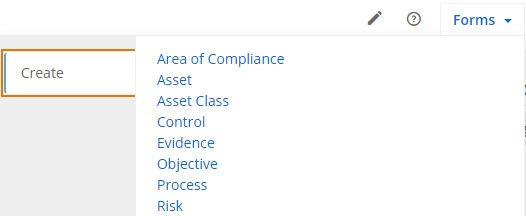 Forms
Create
Area of Compliance
Asset
Asset Class
Control
Evidence
Objective
Process
Risk